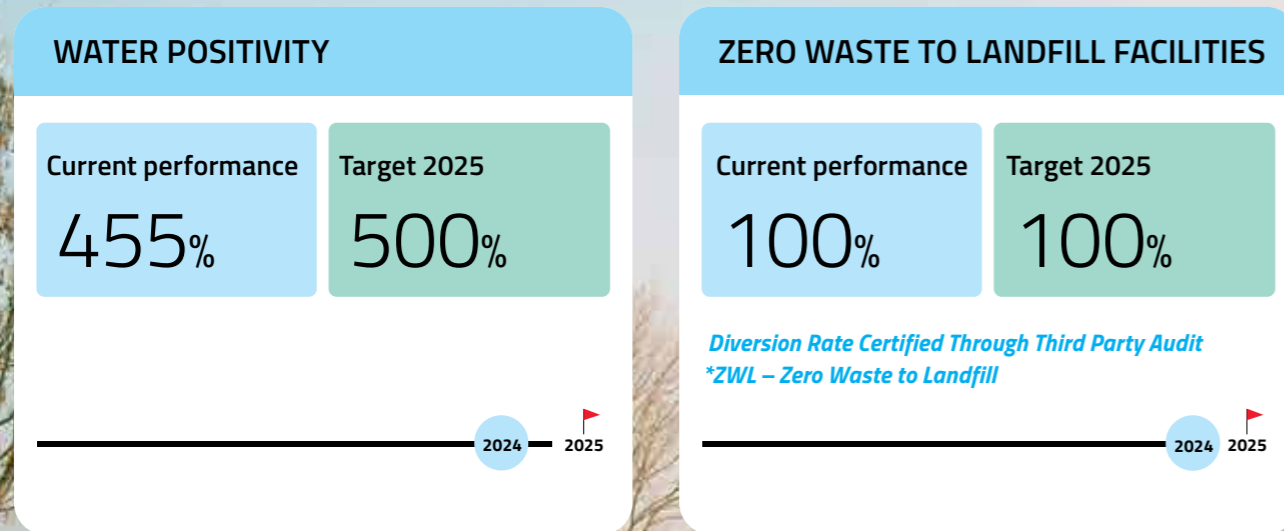 WATER POSITIVITY
Current performance
455%
Target 2025
500%
2024
2025
ZERO WASTE TO LANDFILL FACILITIES
Current performance
100%
Target 2025
100%
Diversion Rate Certified Through Third Party Audit
*ZWL – Zero Waste to Landfill
2024
2025